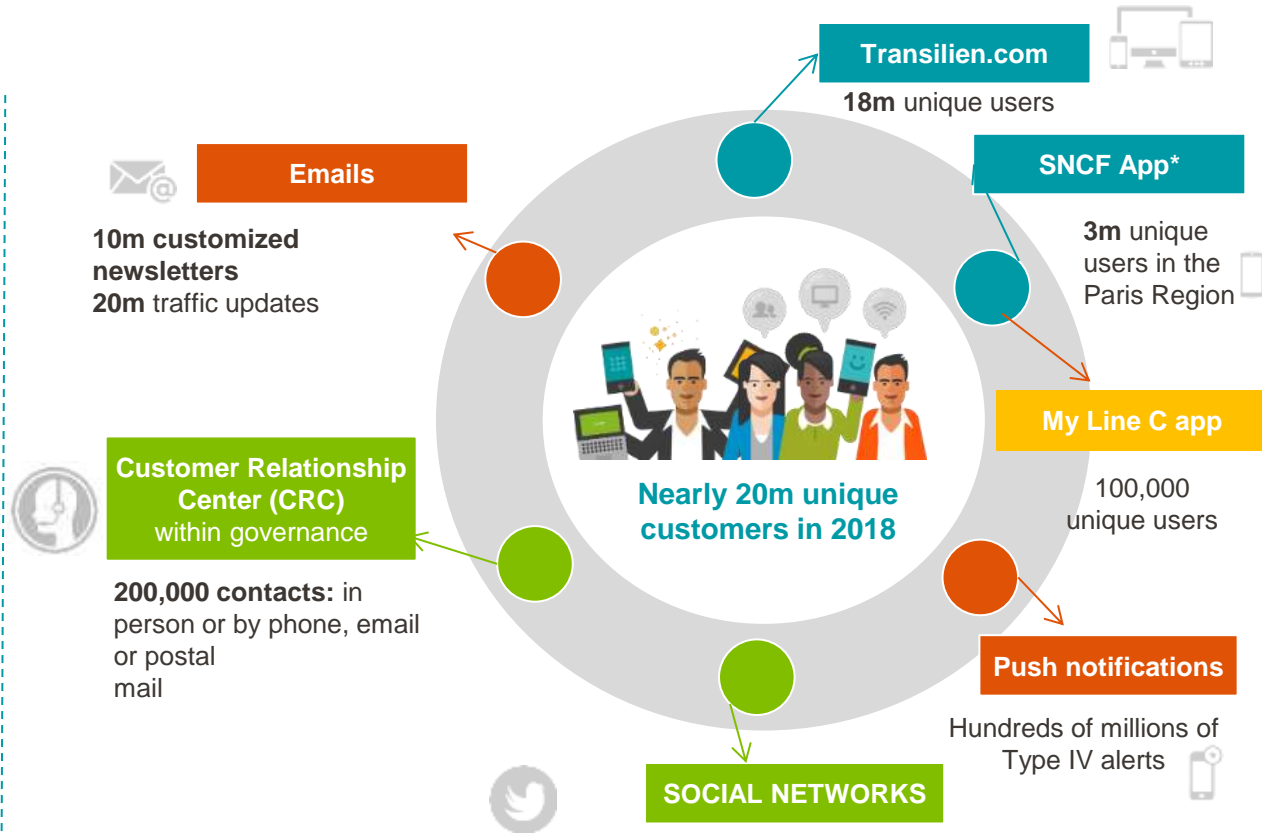 Transilien.com
18m unique users
SNCF App*
3m unique
users in the
Paris Region
My Line C app
100,000
unique users
Push notifications
Hundreds of millions of
Type IV alerts
SOCIAL NETWORKS
Customer Relationship
Center (CRC)
within governance
200,000 contacts: in
person or by phone, email
or postal
mail
Emails
@
10m customized
newsletters
20m traffic updates
Nearly 20m unique
customers in 2018